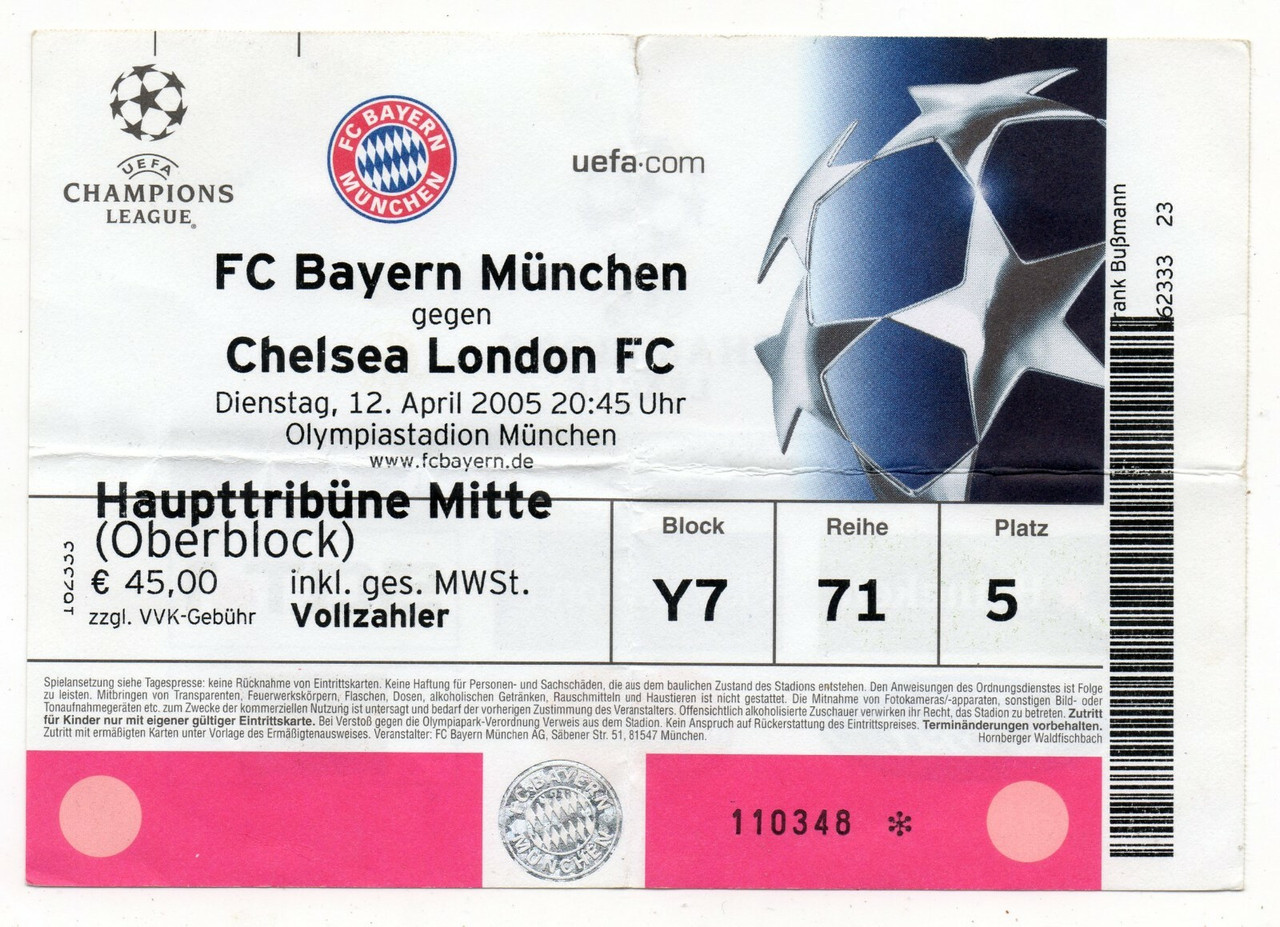 UEFA
CHAMPIONS
LEAGUE®
FC BAYERN
MÜNCHEN
uefa.com
FC Bayern München
gegen
Chelsea London FC
Dienstag, 12. April 2005 20:45 Uhr
Olympiastadion München
www.fcbayern.de
Haupttribüne Mitte
(Oberblock)
€ 45,00 inkl. ges. MWSt.
zzgl. VVK-Gebühr Vollzahler
Block Reihe Platz
Y7 71 5
rank Bußmann
62333 23
Spielansetzung siehe Tagespresse: keine Rücknahme von Eintrittskarten. Keine Haftung für Personen- und Sachschäden, die aus dem baulichen Zustand des Stadions entstehen. Den Anweisungen des Ordnungsdienstes ist Folge
zu leisten. Mitbringen von Transparenten, Feuerwerkskörpern, Flaschen, Dosen, alkoholischen Getränken, Rauschmitteln und Haustieren ist nicht gestattet. Die Mitnahme von Fotokameras/-apparaten, sonstigen Bild- oder
Tonaufnahmegeräten etc. zum Zwecke der kommerziellen Nutzung ist untersagt und bedarf der vorherigen Zustimmung des Veranstalters. Offensichtlich alkoholisierte Zuschauer verwirken ihr Recht, das Stadion zu betreten. Zutritt
für Kinder nur mit eigener gültiger Eintrittskarte. Bei Verstoß gegen die Olympiapark-Verordnung Verweis aus dem Stadion. Kein Anspruch auf Rückerstattung des Eintrittspreises. Terminänderungen vorbehalten.
Zutritt mit ermäßigten Karten unter Vorlage des Ermäßigtenausweises. Veranstalter: FC Bayern München AG, Säbener Str. 51, 81547 München.
Hornberger Waldfischbach
FC BAYERN
MÜNCHEN
110348 *